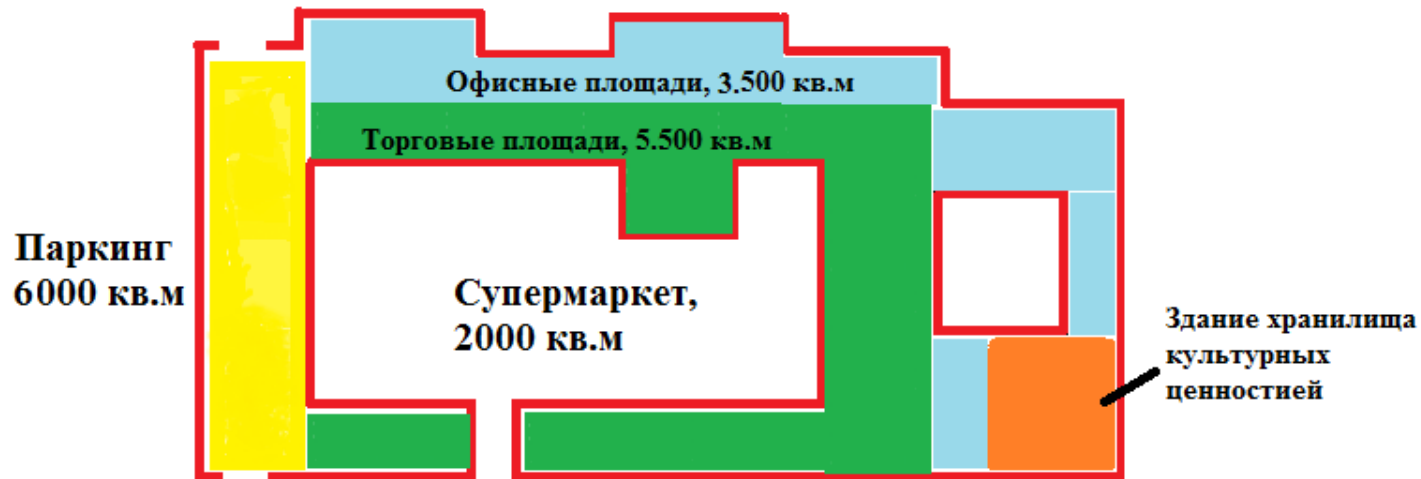 Офисные площади, 3.500 кв.м
Торговые площади, 5.500 кв.м
Паркинг
6000 кв.м
Супермаркет,
2000 кв.м
Здание хранилища
культурных
ценностией